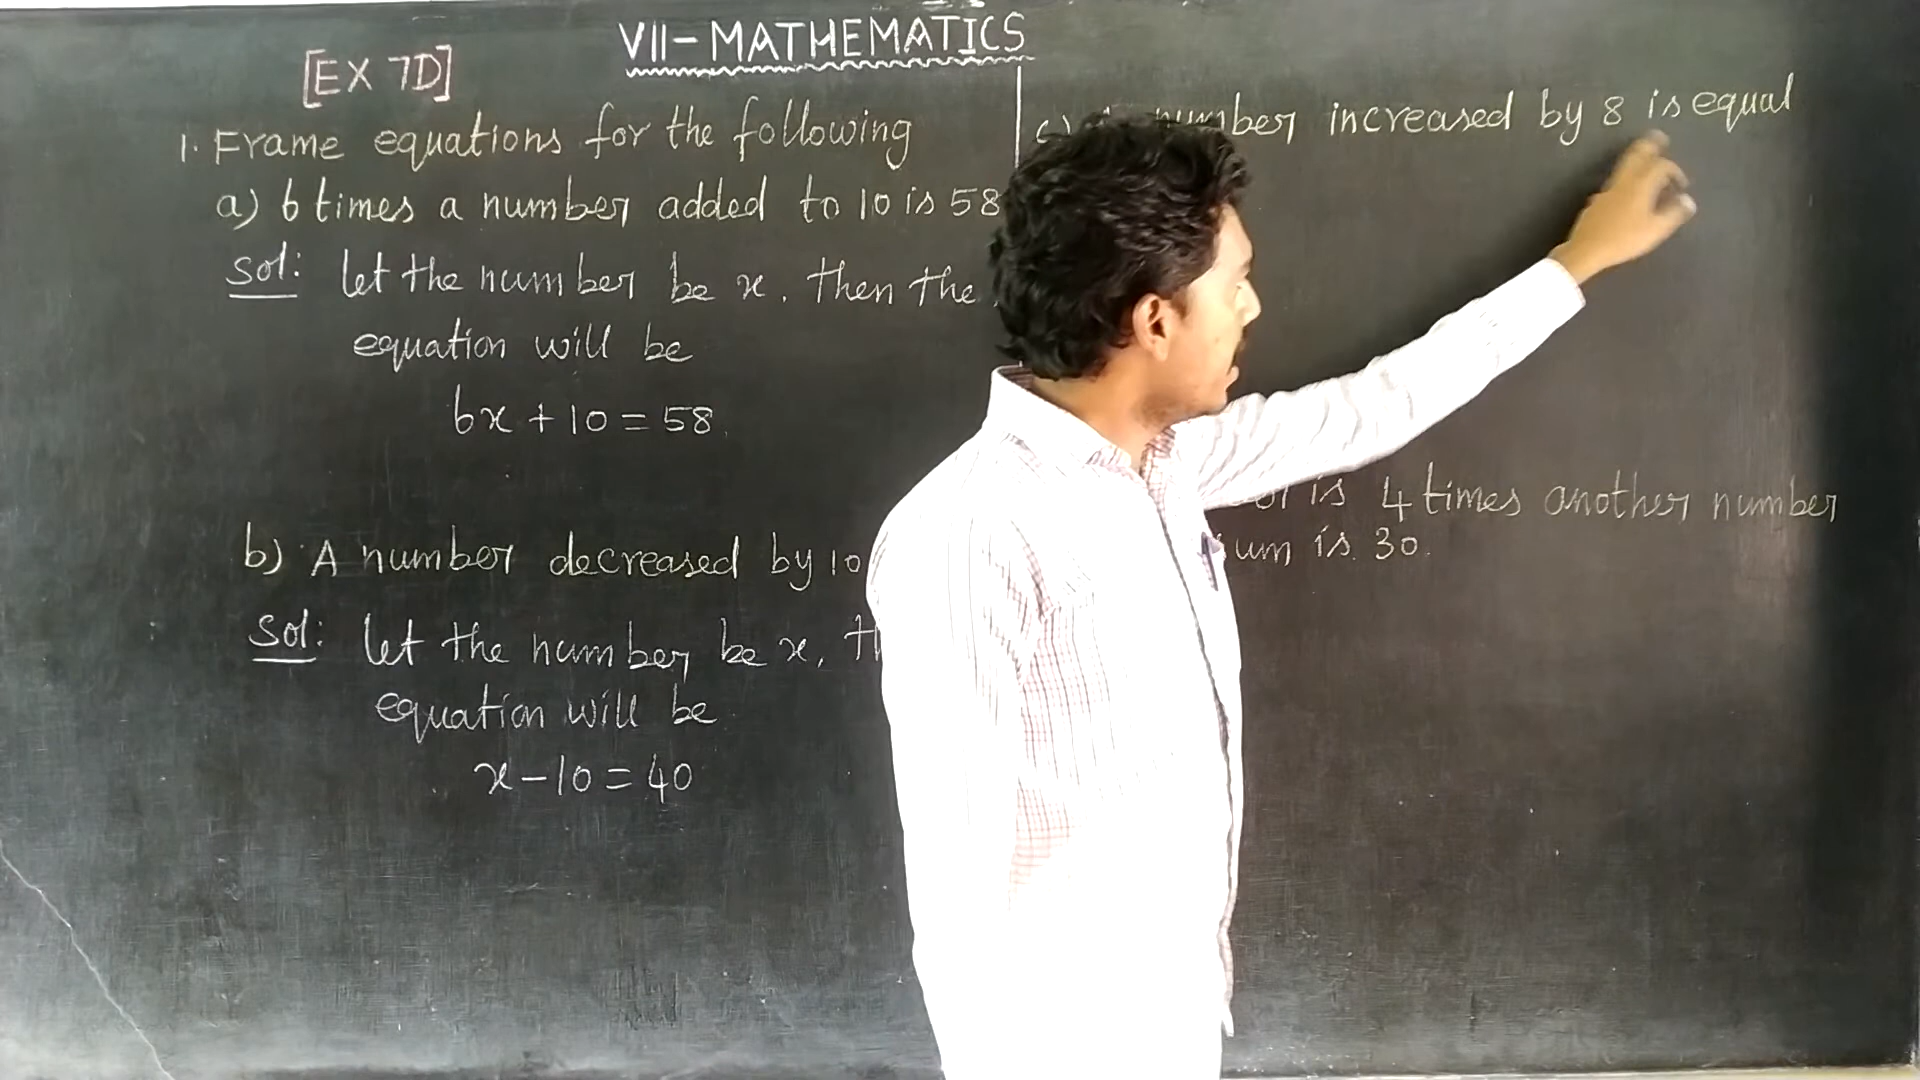 VII-MATHEMATICS
[EX 7D]
1. Frame equations for the following
a) 6 times a number added to 10 is 58
Sol: let the number be x. Then the
equation will be
6x + 10 = 58
b) A number decreased by 10
Sol: let the number be x,
equation will be
x - 10 = 40
c) number increased by 8 is equal
is 4 times another number
sum is 30.